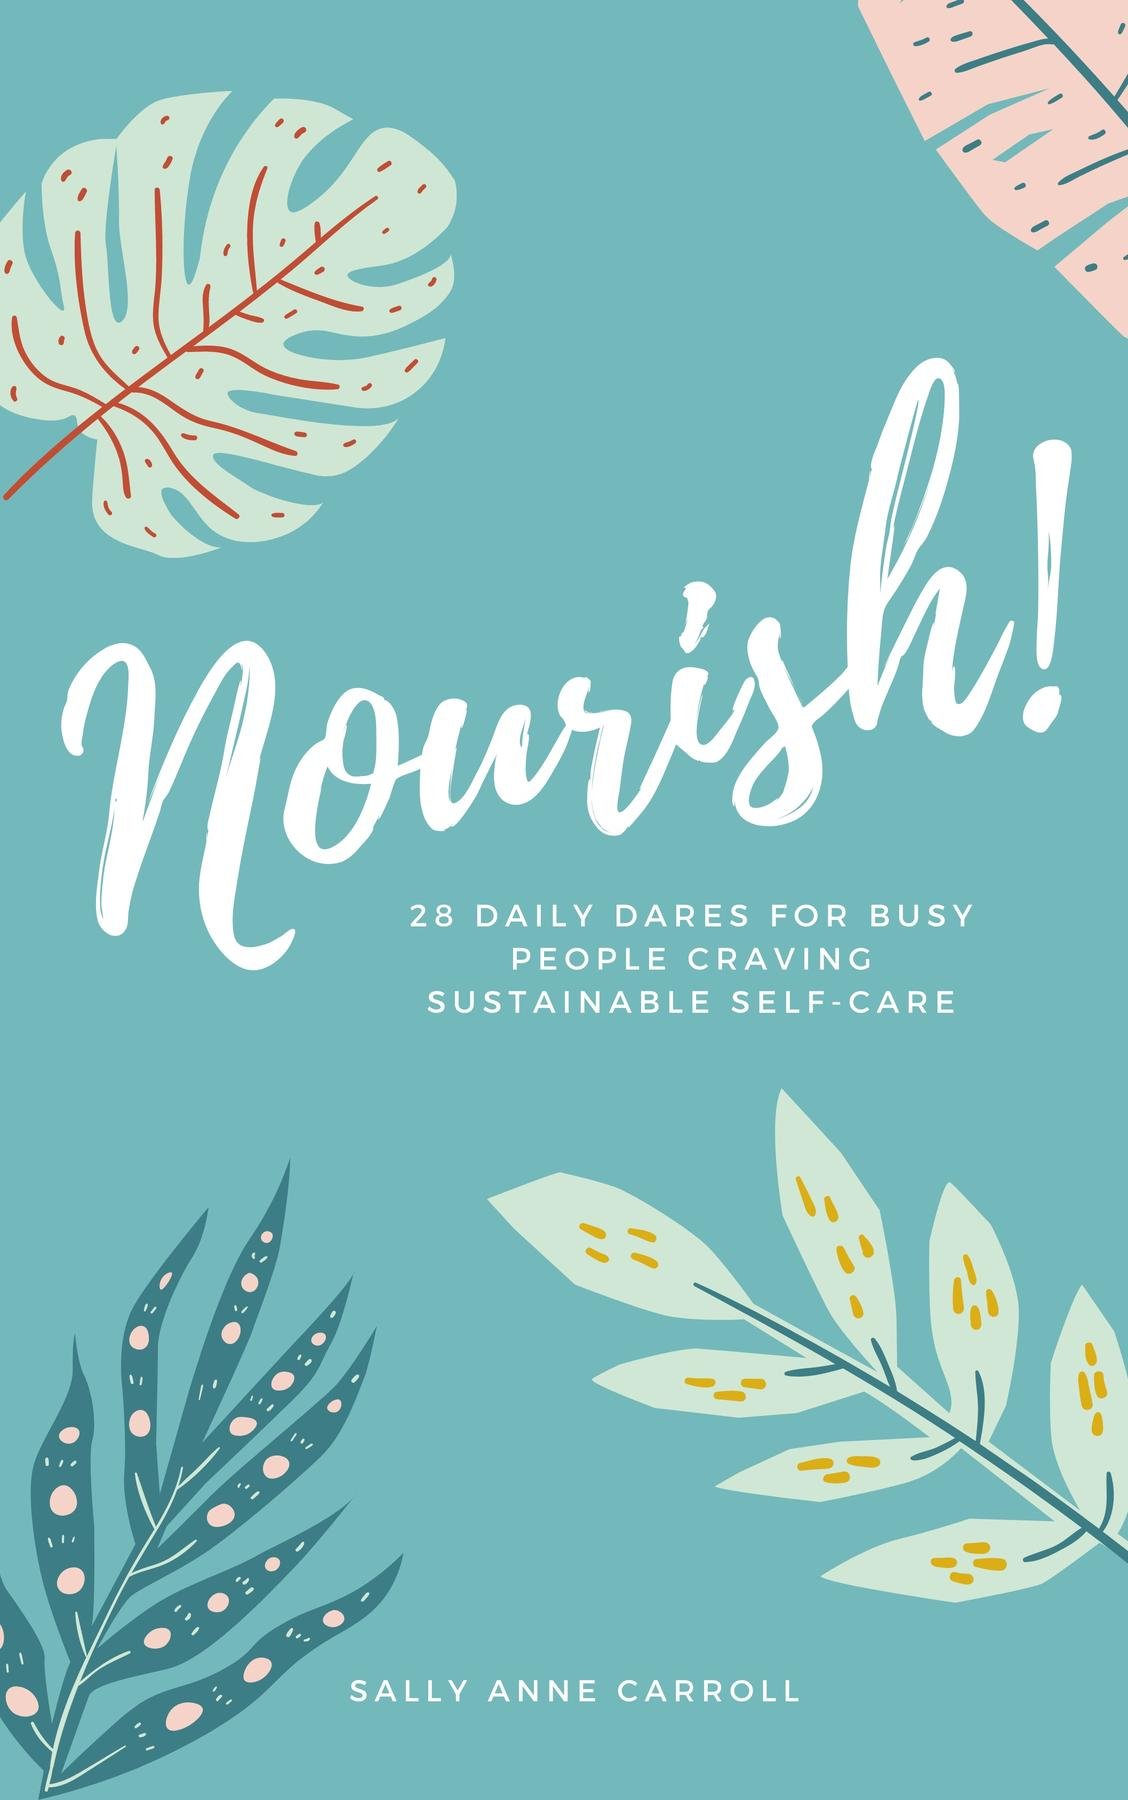 Nourish!
28 DAILY DARES FOR BUSY
PEOPLE CRAVING
SUSTAINABLE SELF-CARE
SALLY ANNE CARROLL